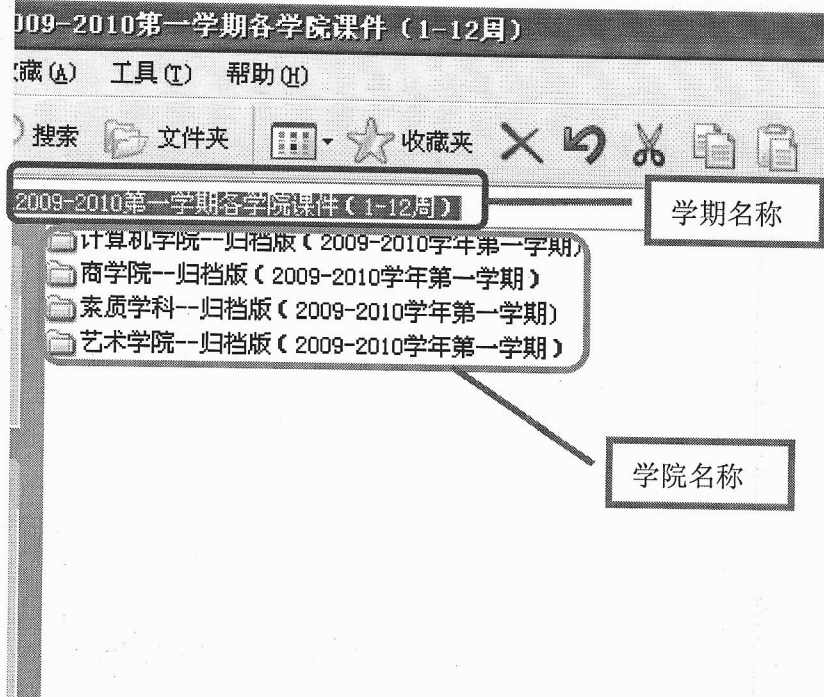 009-2010第一学期各学院课件（1-12周）
藏(A) 工具(T) 帮助(H)
搜索 文件夹 收藏夹
2009-2010第一学期各学院课件（1-12周）
学期名称
计算机学院--归档版（2009-2010学年第一学期）
商学院--归档版（2009-2010学年第一学期）
素质学科--归档版（2009-2010学年第一学期）
艺术学院--归档版（2009-2010学年第一学期）
学院名称